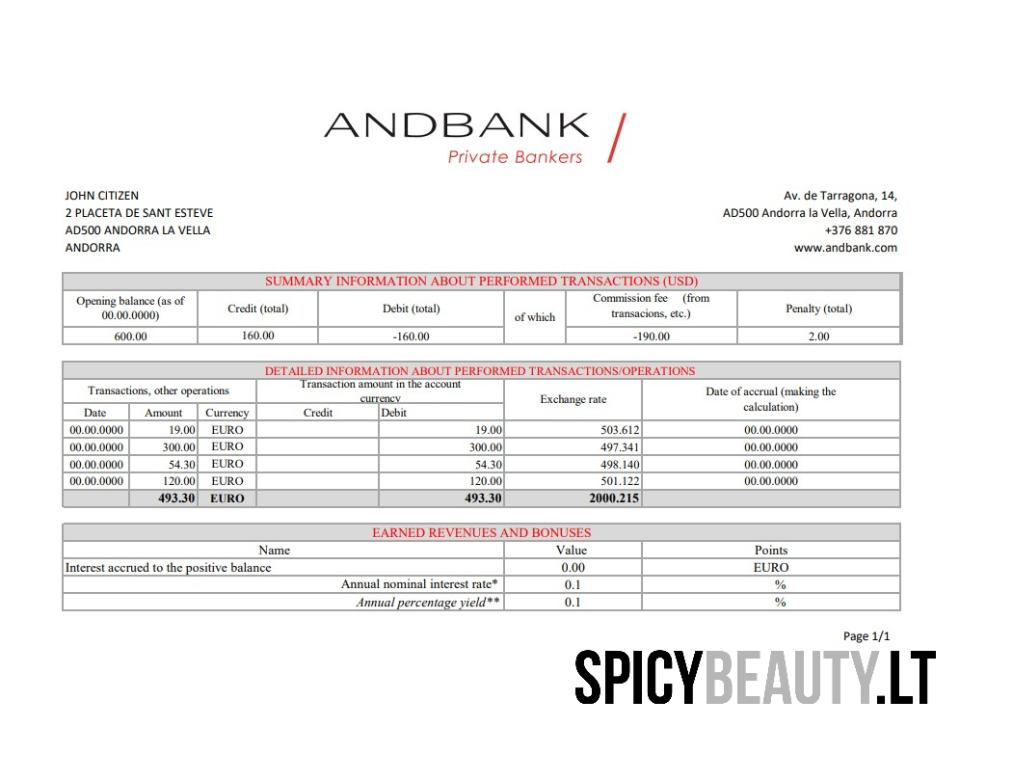 ANDBANK
Private Bankers
JOHN CITIZEN
2 PLACETA DE SANT ESTEVE
AD500 ANDORRA LA VELLA
ANDORRA
Av. de Tarragona, 14,
AD500 Andorra la Vella, Andorra
+376 881 870
www.andbank.com
SUMMARY INFORMATION ABOUT PERFORMED TRANSACTIONS (USD)
Opening balance (as of 00.00.0000) Credit (total) Debit (total) of which Commission fee (from transacions, etc.) Penalty (total)
600.00 160.00 -160.00 -190.00 2.00
DETAILED INFORMATION ABOUT PERFORMED TRANSACTIONS/OPERATIONS
Transactions, other operations Transaction amount in the account currency Exchange rate Date of accrual (making the calculation)
Date Amount Currency Credit Debit
00.00.0000 19.00 EURO 19.00 503.612 00.00.0000
00.00.0000 300.00 EURO 300.00 497.341 00.00.0000
00.00.0000 54.30 EURO 54.30 498.140 00.00.0000
00.00.0000 120.00 EURO 120.00 501.122 00.00.0000
493.30 EURO 493.30 2000.215
EARNED REVENUES AND BONUSES
Name Value Points
Interest accrued to the positive balance 0.00 EURO
Annual nominal interest rate* 0.1 %
Annual percentage yield** 0.1 %
Page 1/1
SPICYBEAUTY.LT